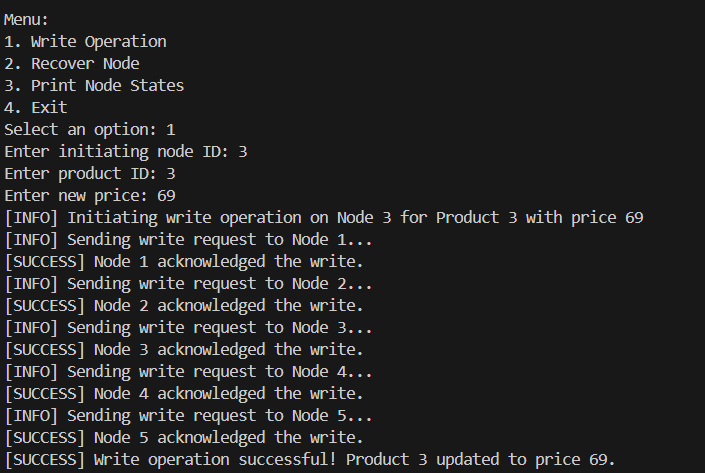 Menu:
1. Write Operation
2. Recover Node
3. Print Node States
4. Exit
Select an option: 1
Enter initiating node ID: 3
Enter product ID: 3
Enter new price: 69
[INFO] Initiating write operation on Node 3 for Product 3 with price 69
[INFO] Sending write request to Node 1...
[SUCCESS] Node 1 acknowledged the write.
[INFO] Sending write request to Node 2...
[SUCCESS] Node 2 acknowledged the write.
[INFO] Sending write request to Node 3...
[SUCCESS] Node 3 acknowledged the write.
[INFO] Sending write request to Node 4...
[SUCCESS] Node 4 acknowledged the write.
[INFO] Sending write request to Node 5...
[SUCCESS] Node 5 acknowledged the write.
[SUCCESS] Write operation successful! Product 3 updated to price 69.